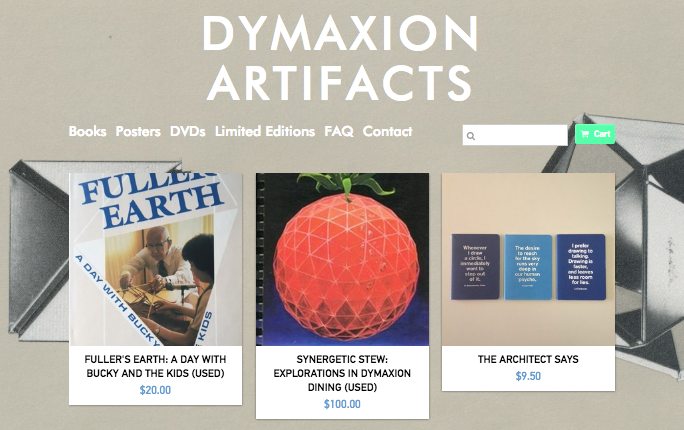 DYMAXION
ARTIFACTS
Books Posters DVDs Limited Editions FAQ Contact
Cart
FULLER
EARTH
A DAY WITH BUCKY
KIDS
Whenever
I draw
a circle, I
immediately
want to
step out
of it.
The desire
to reach
for the sky
runs very
deep in
our human
psyche.
I prefer
drawing to
talking.
Drawing is
faster,
and leaves
less room
for lies.
FULLER'S EARTH: A DAY WITH
BUCKY AND THE KIDS (USED)
$20.00
SYNERGETIC STEW:
EXPLORATIONS IN DYMAXION
DINING (USED)
$100.00
THE ARCHITECT SAYS
$9.50